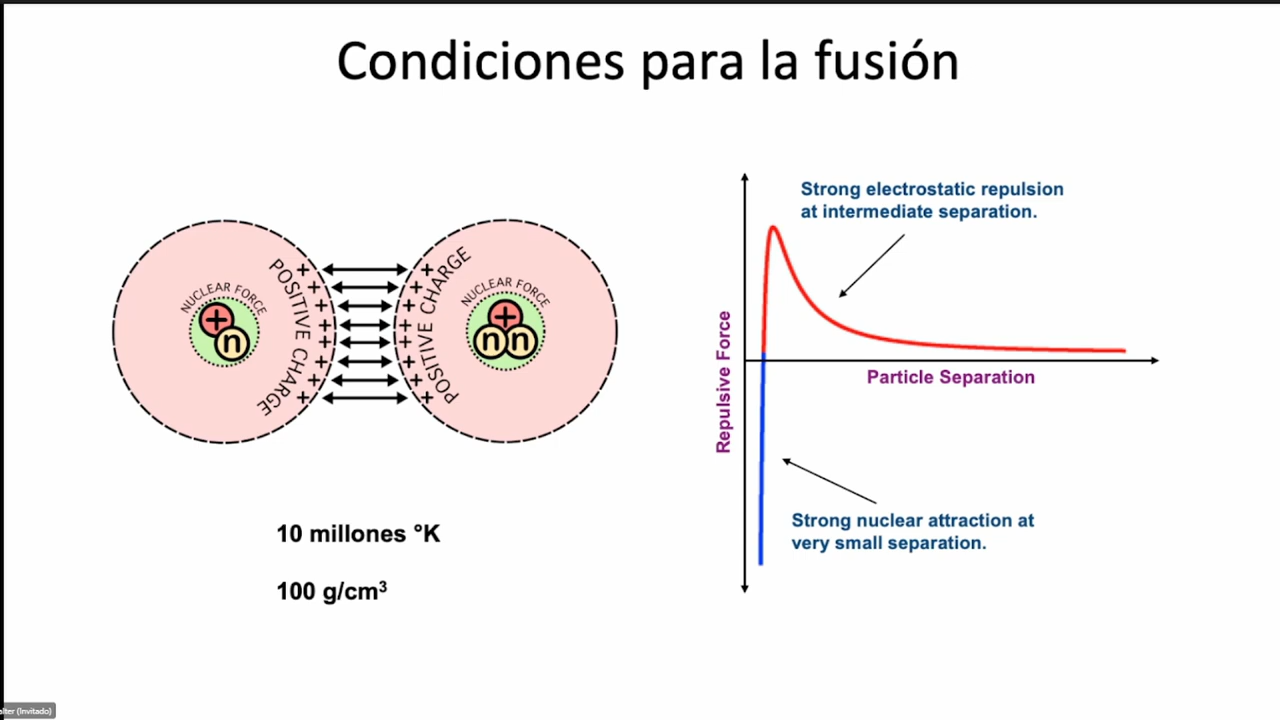 Condiciones para la fusión
NUCLEAR FORCE
POSITIVE CHARGE
+ n
+
+
+
+
+
+
+
+
NUCLEAR FORCE
POSITIVE CHARGE
+
n n
+
+
+
+
+
+
+
+
10 millones °K
100 g/cm³
Strong electrostatic repulsion
at intermediate separation.
Repulsive Force
Particle Separation
Strong nuclear attraction at
very small separation.
alter (Invitado)